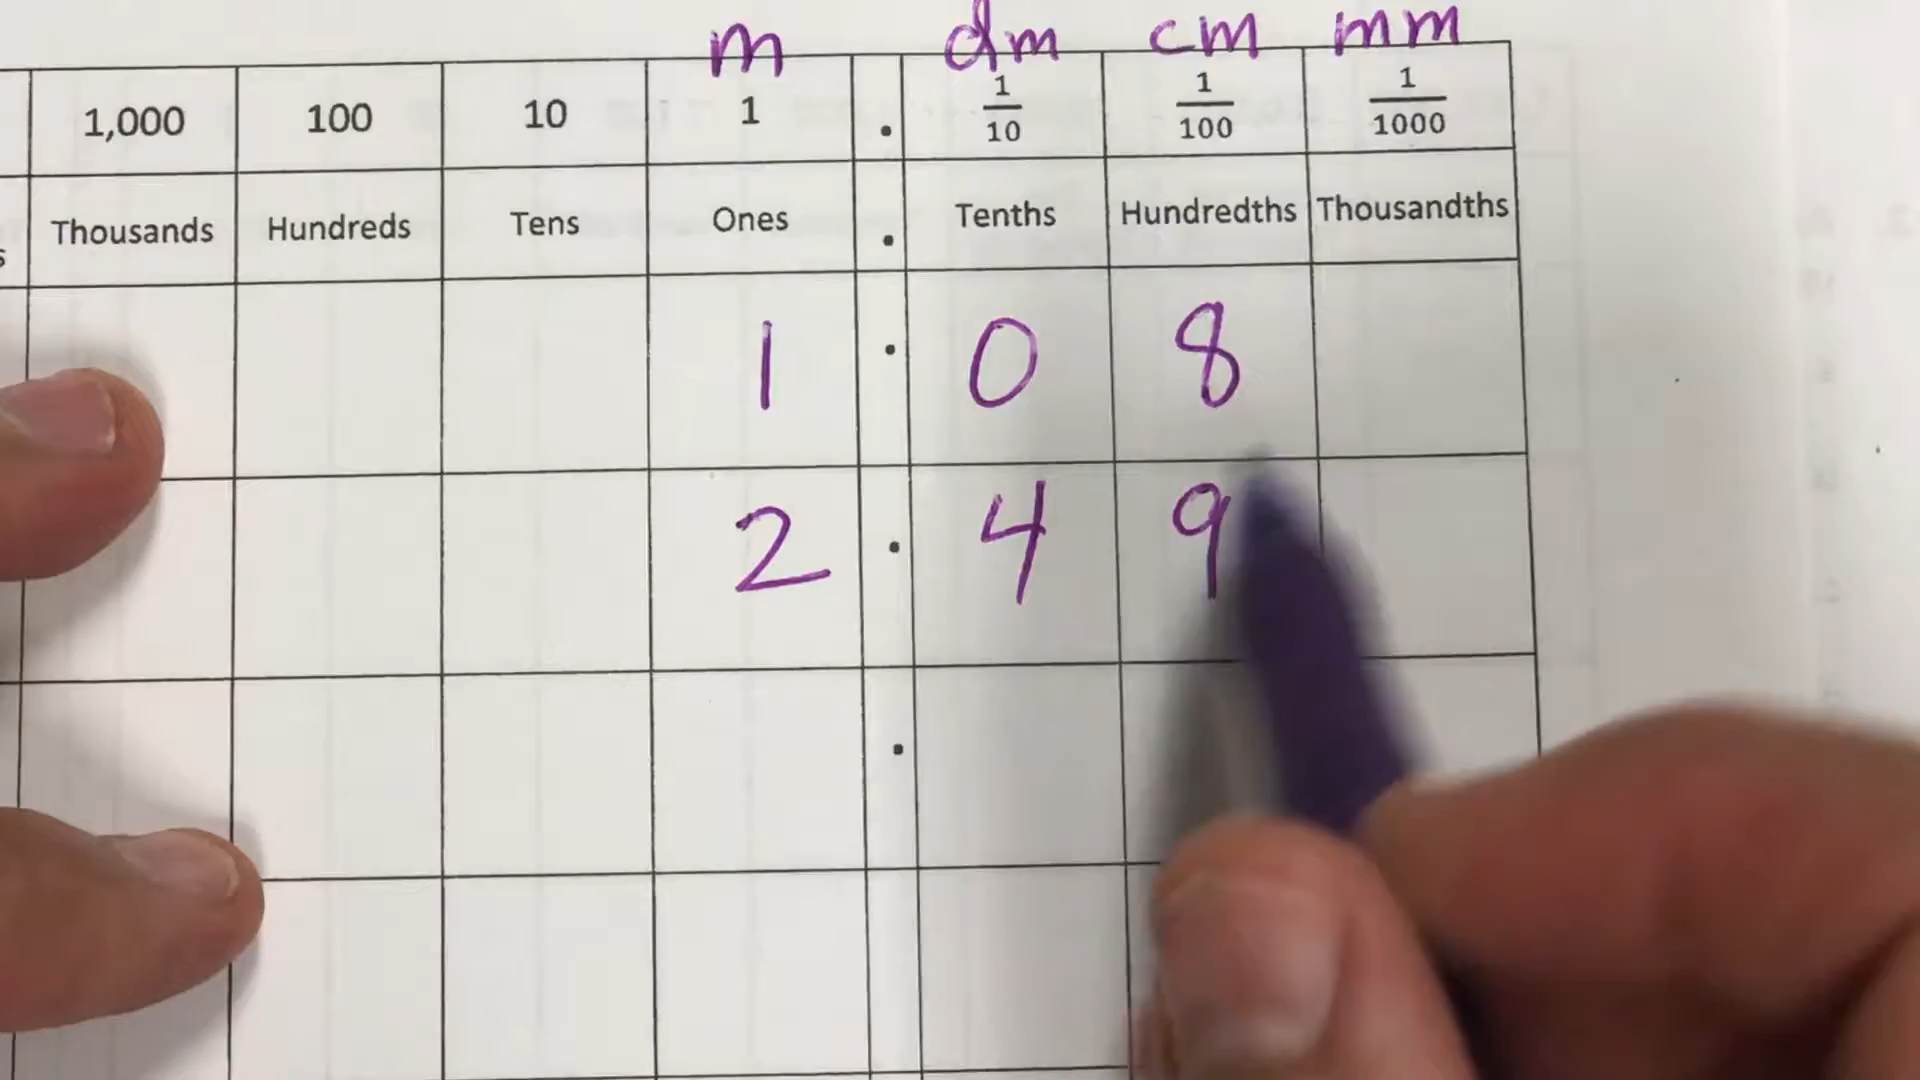 m dm cm mm
1,000 100 10 1 . 1/10 1/100 1/1000
s Thousands Hundreds Tens Ones . Tenths Hundredths Thousandths
1 . 0 8
2 . 4 9
.